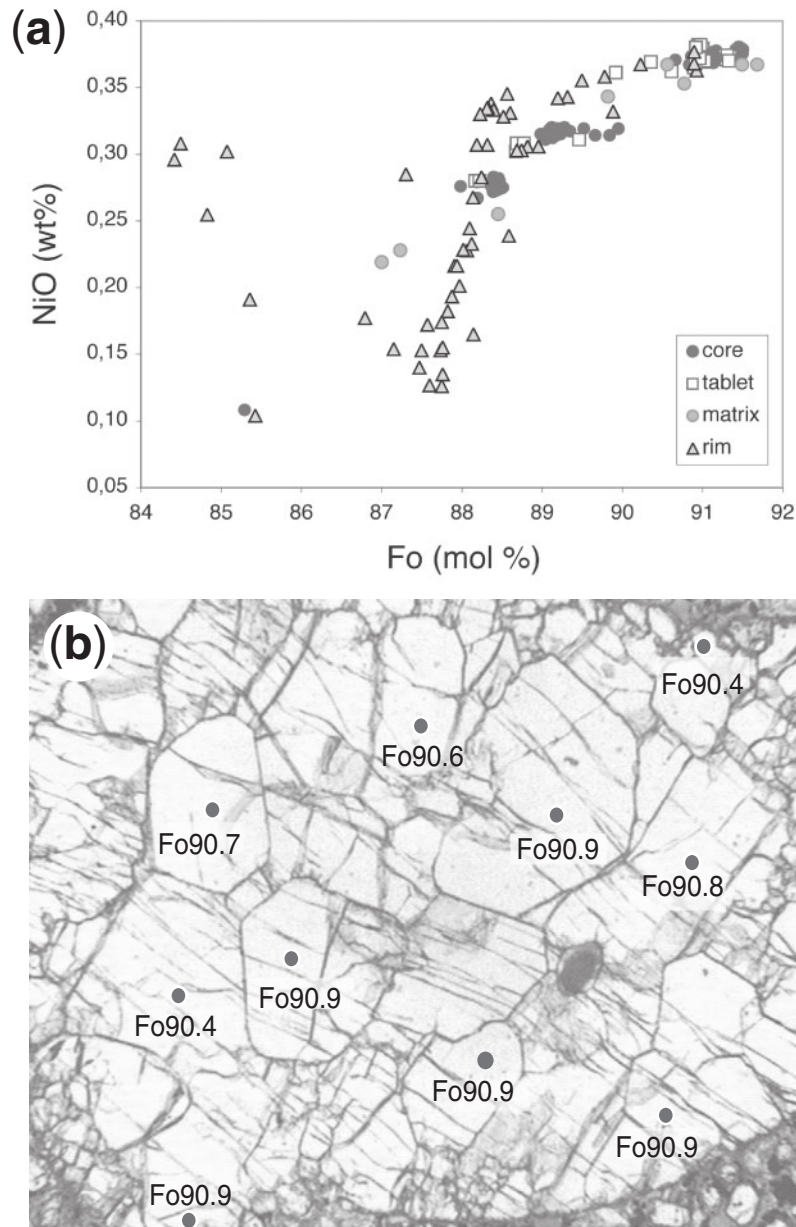 (a)
0,40
0,35
0,30
0,25
0,20
0,15
0,10
0,05
NiO (wt%)
core
tablet
matrix
rim
84 85 86 87 88 89 90 91 92
Fo (mol %)
(b)
Fo90.4
Fo90.6
Fo90.7
Fo90.9
Fo90.8
Fo90.9
Fo90.4
Fo90.9
Fo90.9
Fo90.9